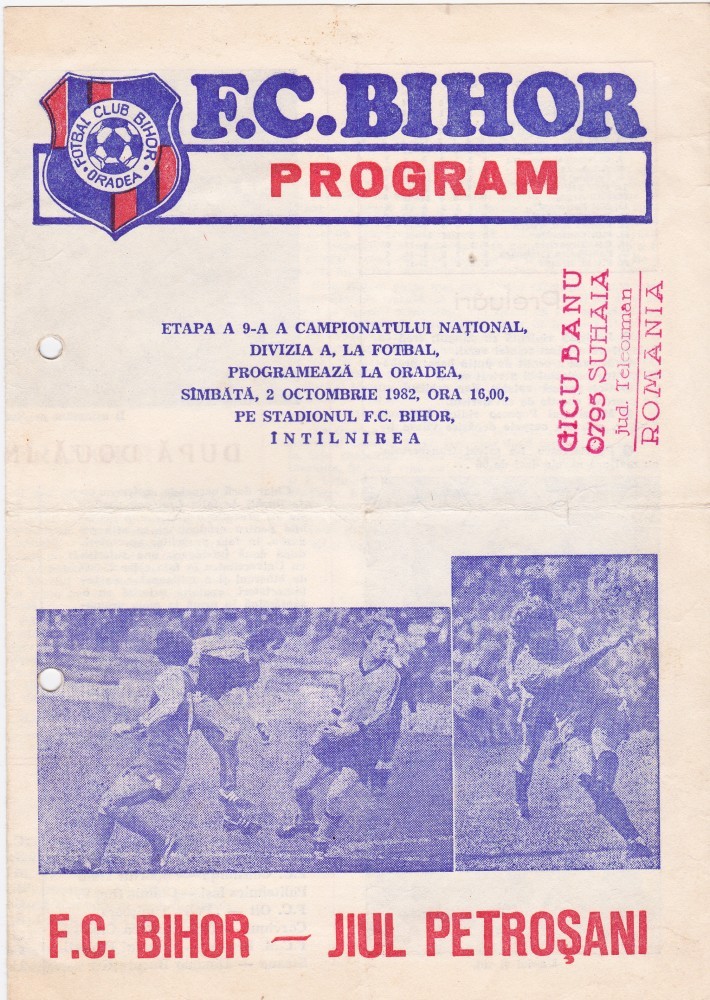 FOTBAL CLUB BIHOR
ORADEA
F.C. BIHOR
PROGRAM
ETAPA A 9-A A CAMPIONATULUI NAȚIONAL,
DIVIZIA A, LA FOTBAL,
PROGRAMEAZĂ LA ORADEA,
SÎMBĂTĂ, 2 OCTOMBRIE 1982, ORA 16,00,
PE STADIONUL F.C. BIHOR,
ÎNTÎLNIREA
GICU BANU
0795 SUHAIA
jud. Teleorman
ROMÂNIA
F.C. BIHOR — JIUL PETROȘANI